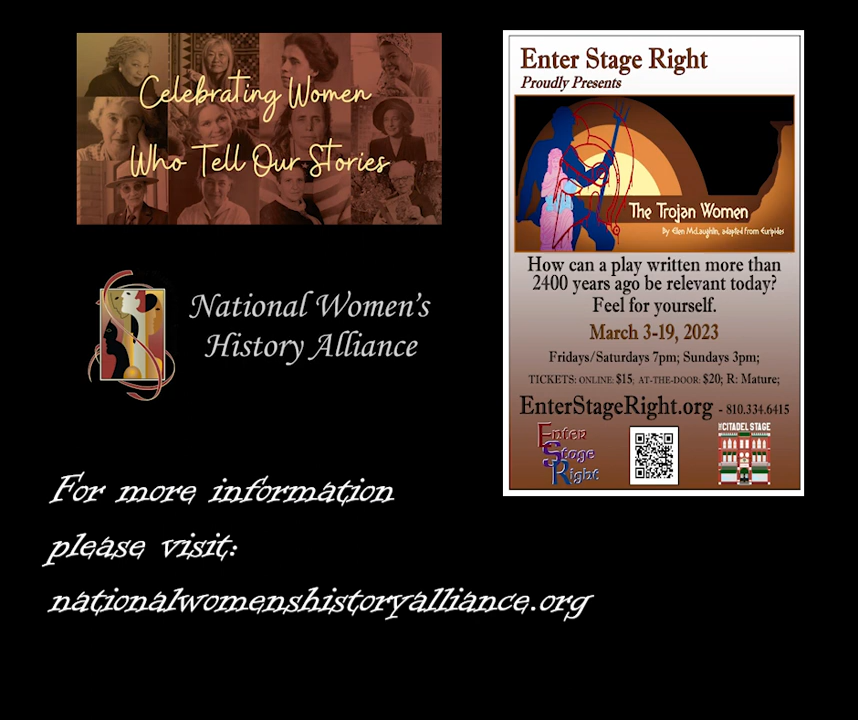 Celebrating Women
Who Tell Our Stories
National Women's
History Alliance
For more information
please visit:
nationalwomenshistoryalliance.org
Enter Stage Right
Proudly Presents
The Trojan Women
By Ellen McLaughlin, adapted from Euripides
How can a play written more than
2400 years ago be relevant today?
Feel for yourself.
March 3-19, 2023
Fridays/Saturdays 7pm; Sundays 3pm;
TICKETS: ONLINE: $15, AT-THE-DOOR: $20; R: Mature;
EnterStageRight.org - 810.334.6415
Enter
Stage
Right
THE CITADEL STAGE